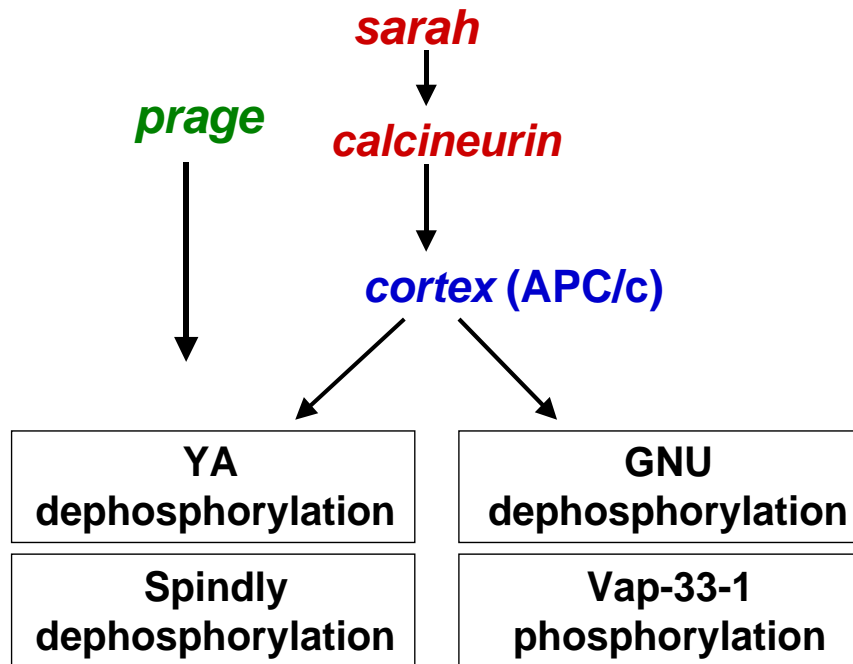 sarah
prage
calcineurin
cortex (APC/c)
YA
dephosphorylation
GNU
dephosphorylation
Spindly
dephosphorylation
Vap-33-1
phosphorylation